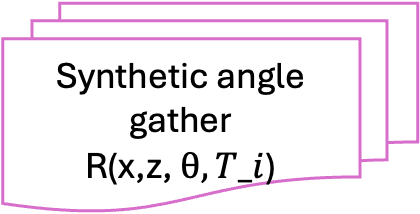 Synthetic angle
gather
R(x,z, θ, 𝑇_𝑖)